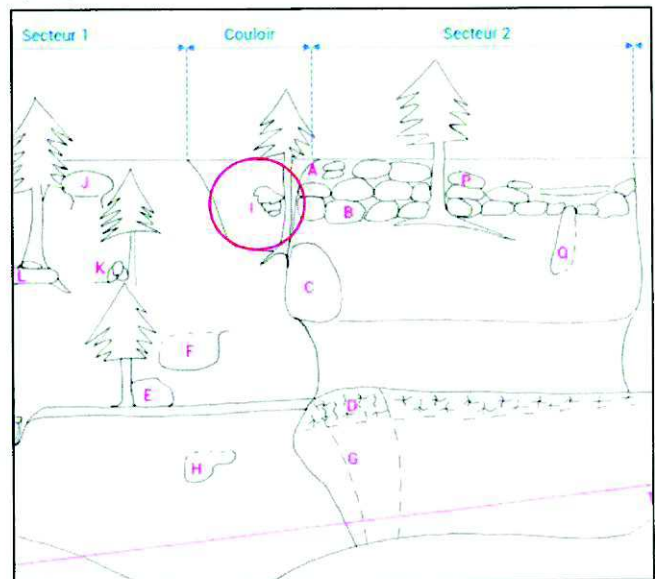 Secteur 1 Couloir Secteur 2
A
J P
I B
L K Q
C
F
E D
G
H